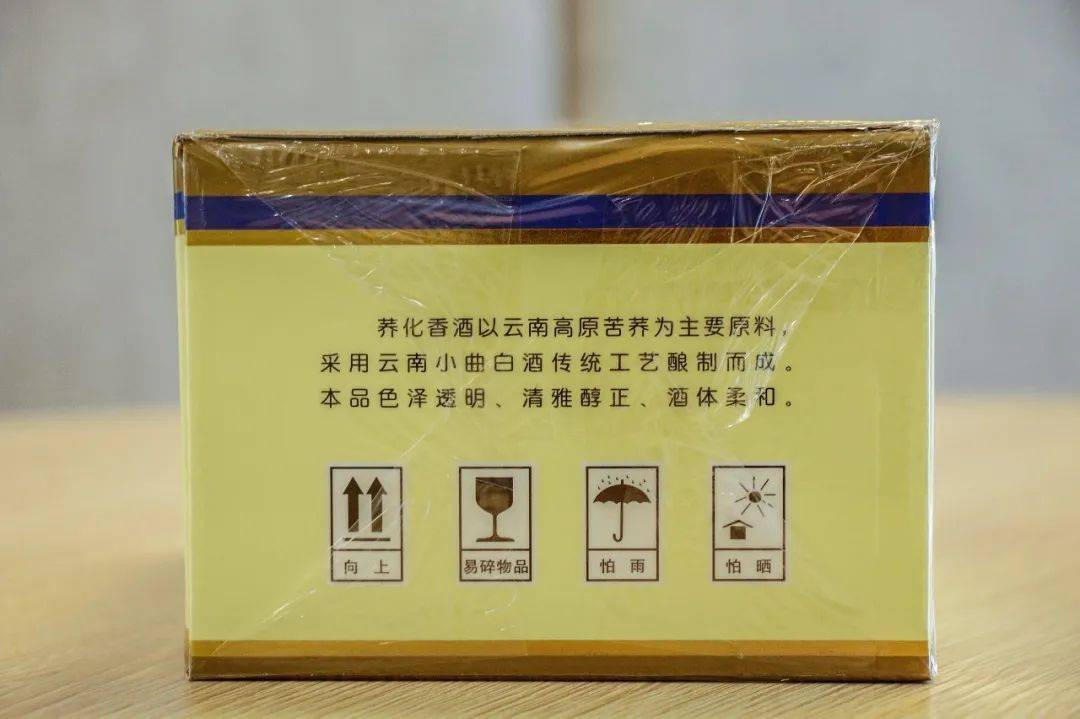 荞化香酒以云南高原苦荞为主要原料，
采用云南小曲白酒传统工艺酿制而成。
本品色泽透明、清雅醇正、酒体柔和。
向上
易碎物品
怕雨
怕晒